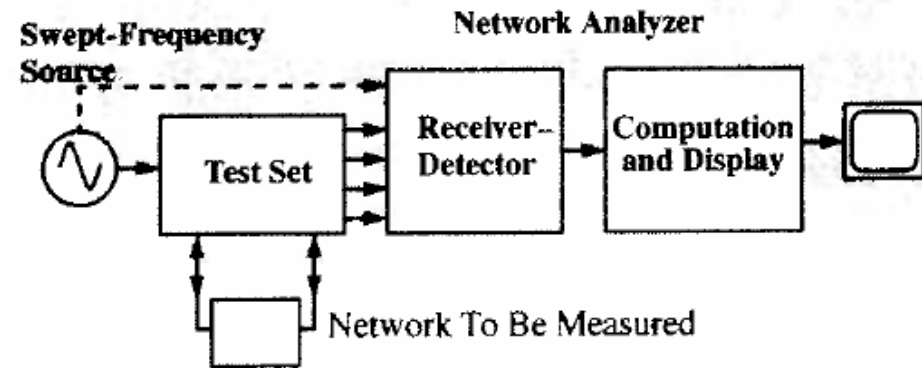 Network Analyzer
Swept-Frequency
Source
Test Set
Receiver-
Detector
Computation
and Display
Network To Be Measured